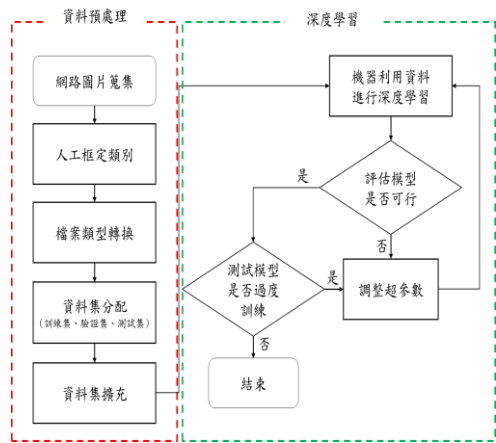 資料預處理
網路圖片蒐集
人工框定類別
檔案類型轉換
資料集分配
(訓練集、驗證集、測試集)
資料集擴充
深度學習
機器利用資料
進行深度學習
評估模型
是否可行
是
否
測試模型
是否過度
訓練
是
調整超參數
否
結束